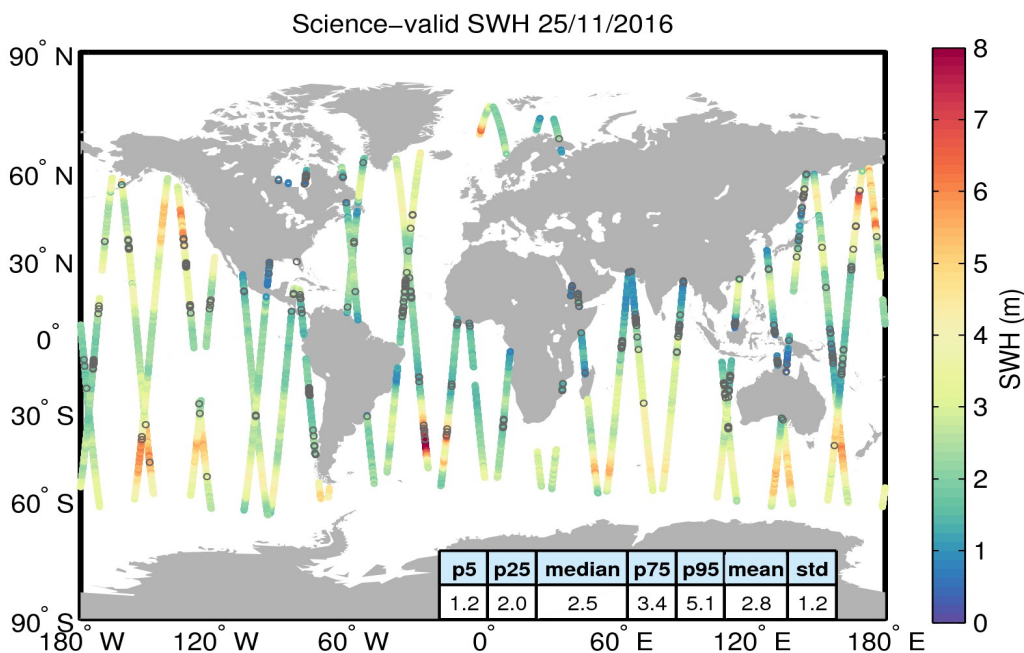 Science−valid SWH 25/11/2016
90° N
60° N
30° N
0°
30° S
60° S
90° S
180° W
120° W
60° W
0°
60° E
120° E
180° E
p5 p25 median p75 p95 mean std
1.2 2.0 2.5 3.4 5.1 2.8 1.2
8
7
6
5
4
3
2
1
0
SWH (m)